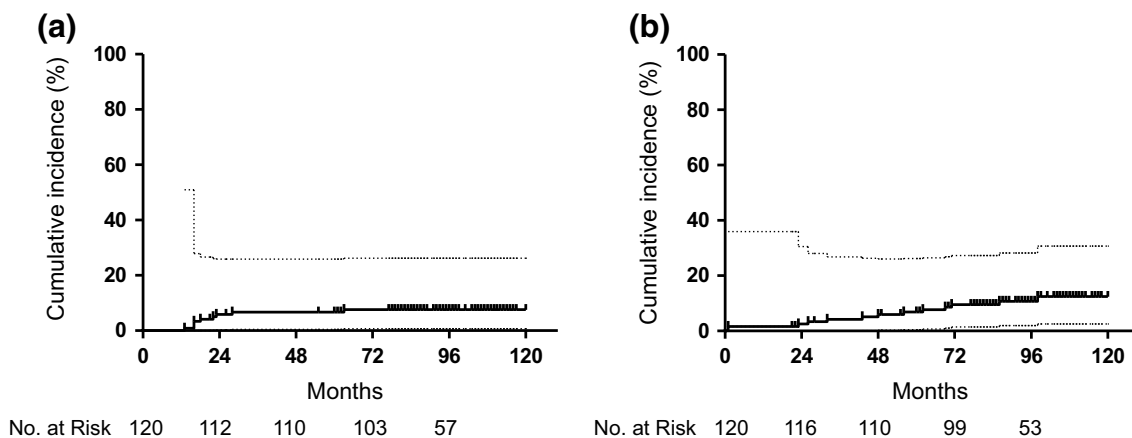 (a)
Cumulative incidence (%)
100
80
60
40
20
0
0 24 48 72 96 120
Months
No. at Risk 120 112 110 103 57
(b)
Cumulative incidence (%)
100
80
60
40
20
0
0 24 48 72 96 120
Months
No. at Risk 120 116 110 99 53